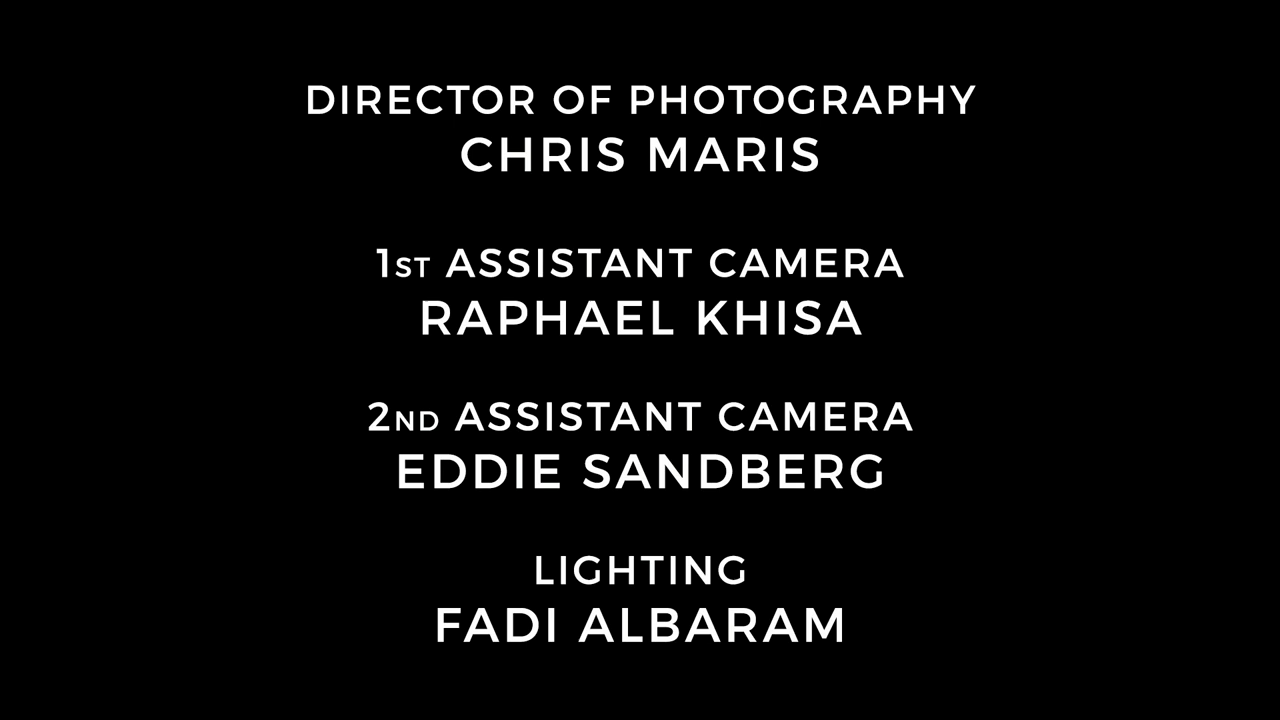 DIRECTOR OF PHOTOGRAPHY
CHRIS MARIS
1ST ASSISTANT CAMERA
RAPHAEL KHISA
2ND ASSISTANT CAMERA
EDDIE SANDBERG
LIGHTING
FADI ALBARAM